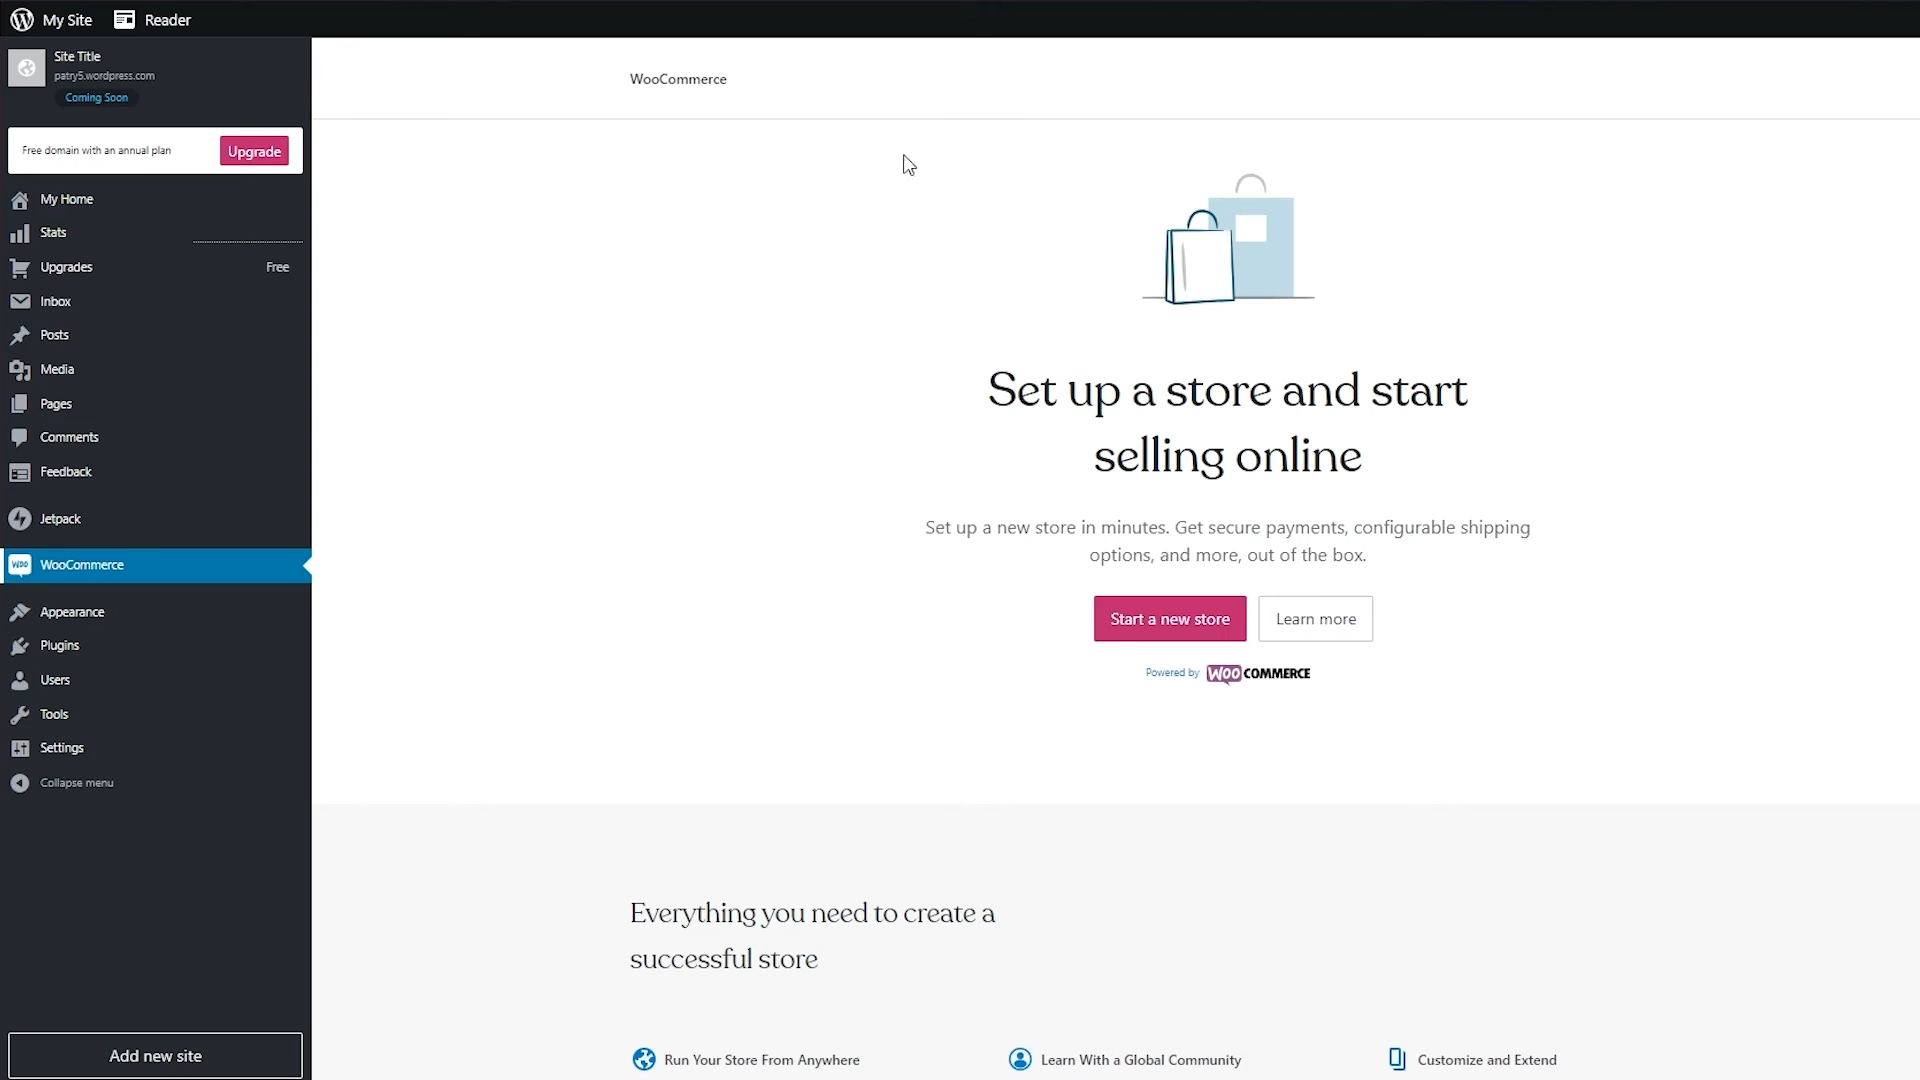 My Site
Reader
Site Title
patry5.wordpress.com
Coming Soon
Free domain with an annual plan
Upgrade
My Home
Stats
Upgrades
Free
Inbox
Posts
Media
Pages
Comments
Feedback
Jetpack
WOO
WooCommerce
Appearance
Plugins
Users
Tools
Settings
Collapse menu
Add new site
WooCommerce
Set up a store and start
selling online
Set up a new store in minutes. Get secure payments, configurable shipping
options, and more, out of the box.
Start a new store
Learn more
Powered by WOO COMMERCE
Everything you need to create a
successful store
Run Your Store From Anywhere
Learn With a Global Community
Customize and Extend